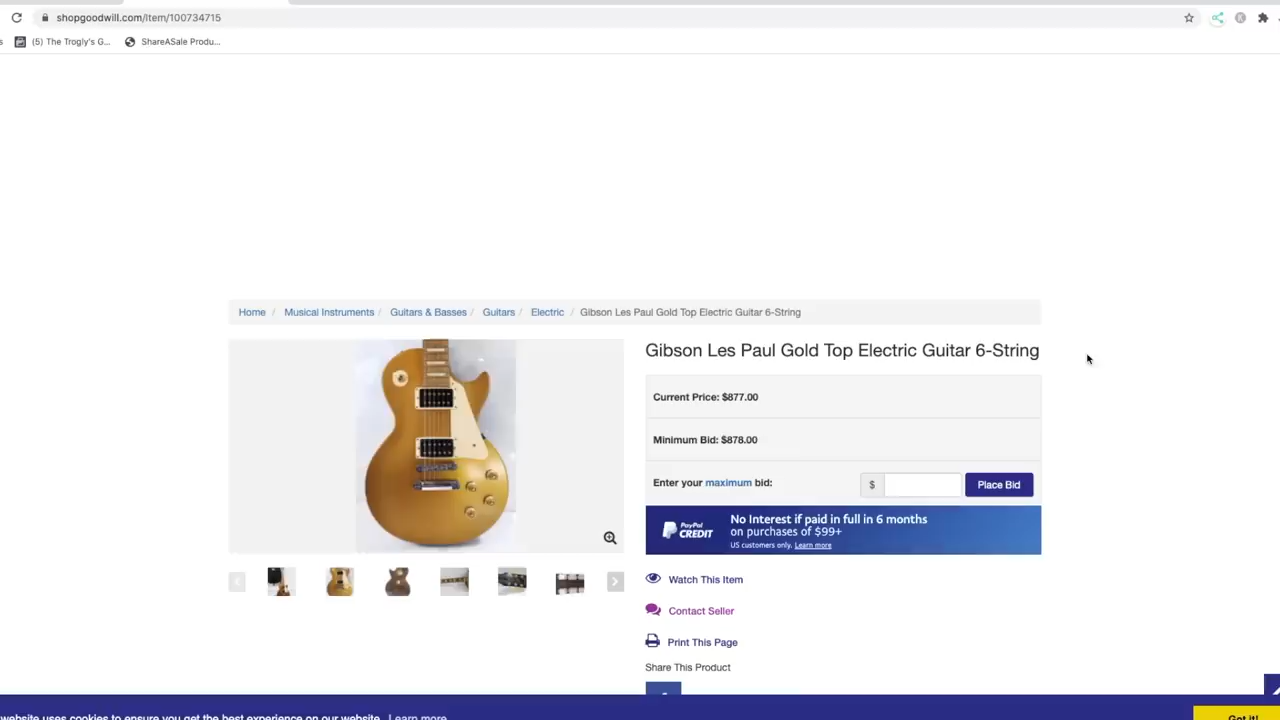 shopgoodwill.com/Item/100734715
(5) The Trogly's G...
ShareASale Produ...
Home / Musical Instruments / Guitars & Basses / Guitars / Electric / Gibson Les Paul Gold Top Electric Guitar 6-String
Gibson Les Paul Gold Top Electric Guitar 6-String
Current Price: $877.00
Minimum Bid: $878.00
Enter your maximum bid:
$
Place Bid
PayPal CREDIT
No Interest if paid in full in 6 months
on purchases of $99+
US customers only. Learn more
Watch This Item
Contact Seller
Print This Page
Share This Product
website uses cookies to ensure you get the best experience on our website. Learn more
Got it!